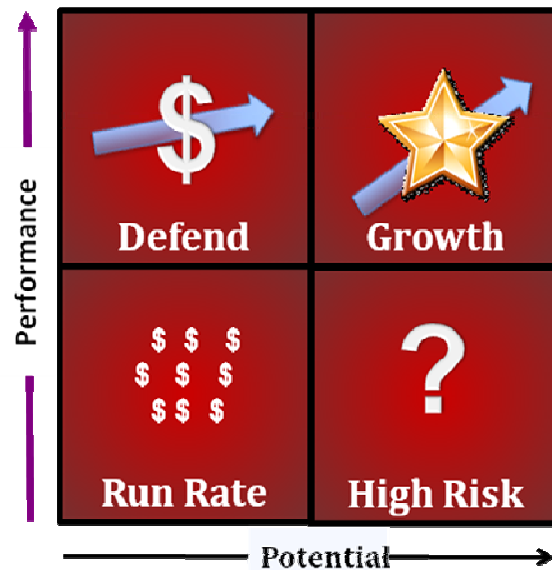 Performance
$
Defend
Growth
$ $ $
$ $ $
$ $ $
Run Rate
?
High Risk
Potential